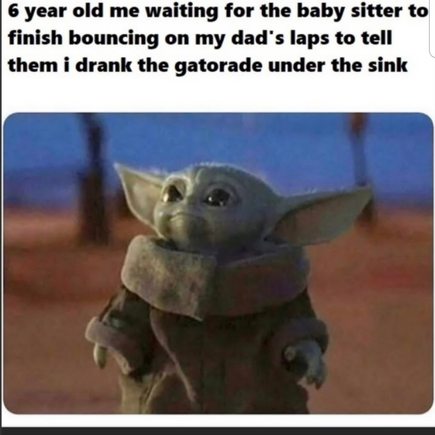 6 year old me waiting for the baby sitter to
finish bouncing on my dad's laps to tell
them i drank the gatorade under the sink